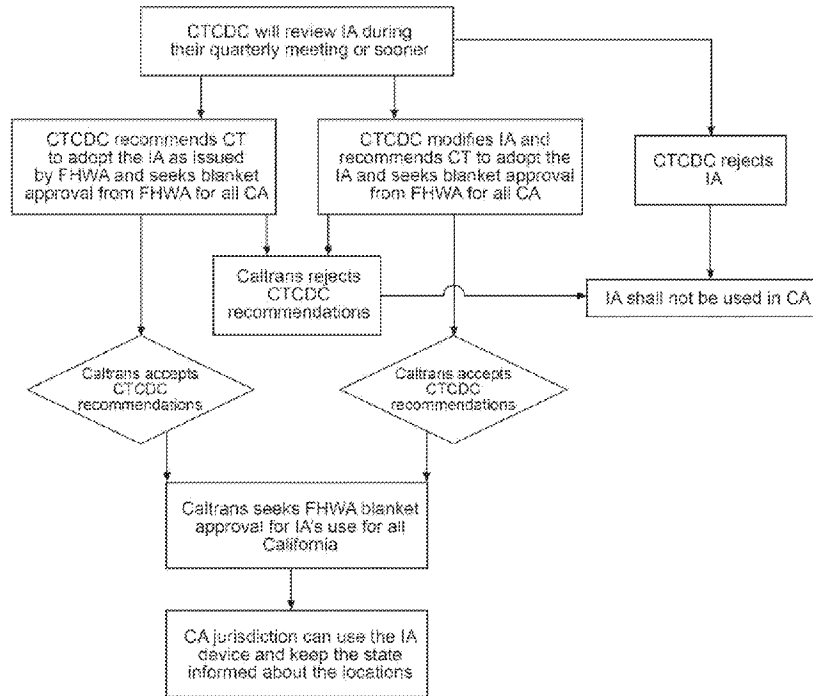 CTCDC will review IA during
their quarterly meeting or sooner
CTCDC recommends CT
to adopt the IA as issued
by FHWA and seeks blanket
approval from FHWA for all CA
CTCDC modifies IA and
recommends CT to adopt the
IA and seeks blanket approval
from FHWA for all CA
CTCDC rejects
IA
Caltrans rejects
CTCDC
recommendations
IA shall not be used in CA
Caltrans accepts
CTCDC
recommendations
Caltrans accepts
CTCDC
recommendations
Caltrans seeks FHWA blanket
approval for IA's use for all
California
CA jurisdiction can use the IA
device and keep the state
informed about the locations